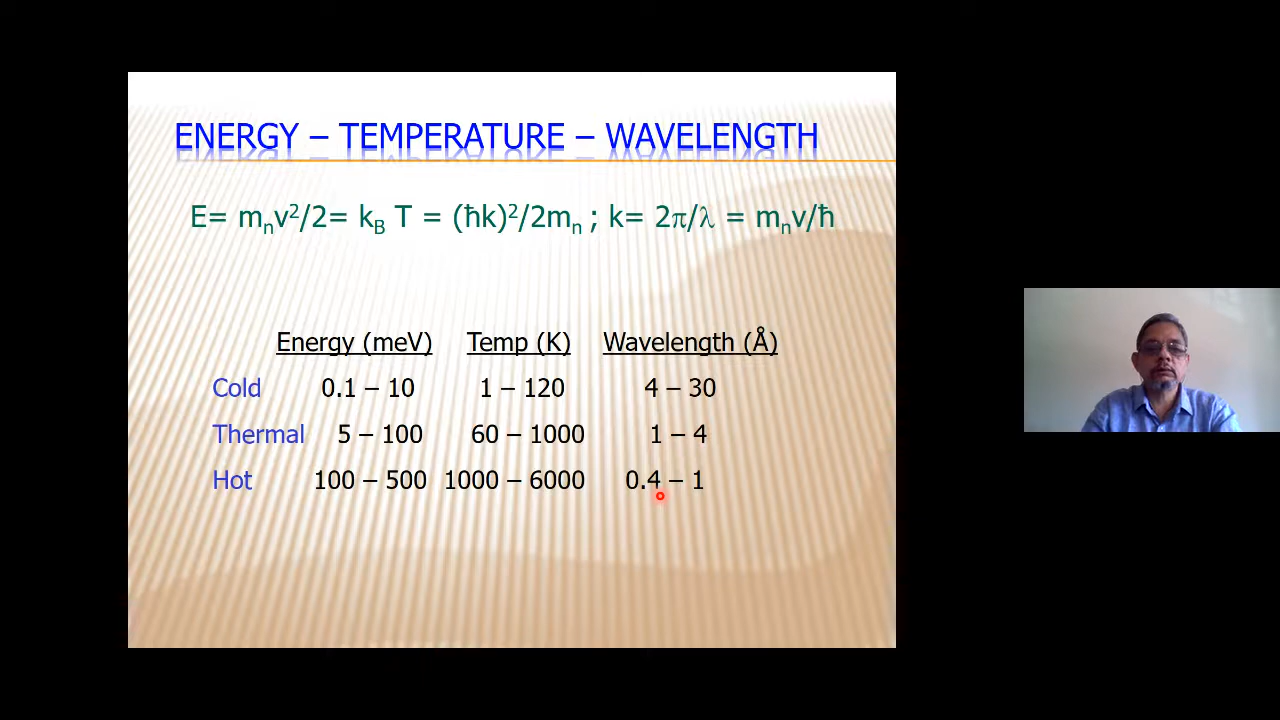 ENERGY – TEMPERATURE – WAVELENGTH
E= mₙv²/2= k_B T = (ħk)²/2mₙ ; k= 2π/λ = mₙv/ħ
Energy (meV) Temp (K) Wavelength (Å)
Cold 0.1 – 10 1 – 120 4 – 30
Thermal 5 – 100 60 – 1000 1 – 4
Hot 100 – 500 1000 – 6000 0.4 – 1